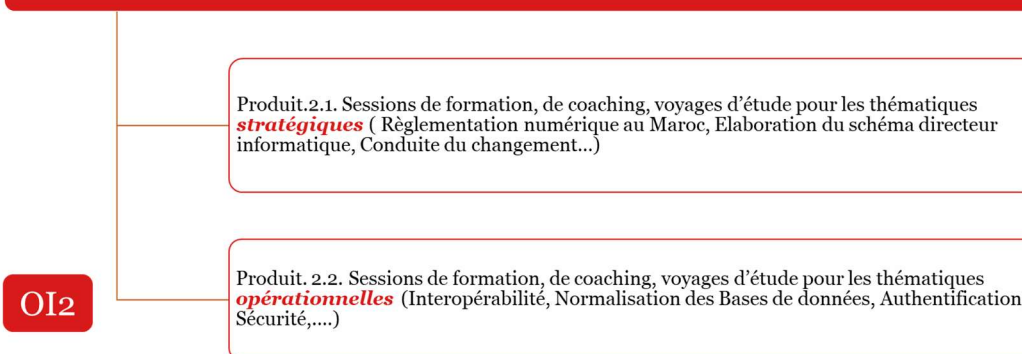 Produit.2.1. Sessions de formation, de coaching, voyages d’étude pour les thématiques
stratégiques ( Règlementation numérique au Maroc, Elaboration du schéma directeur
informatique, Conduite du changement…)
OI2
Produit. 2.2. Sessions de formation, de coaching, voyages d’étude pour les thématiques
opérationnelles (Interopérabilité, Normalisation des Bases de données, Authentification
Sécurité,….)